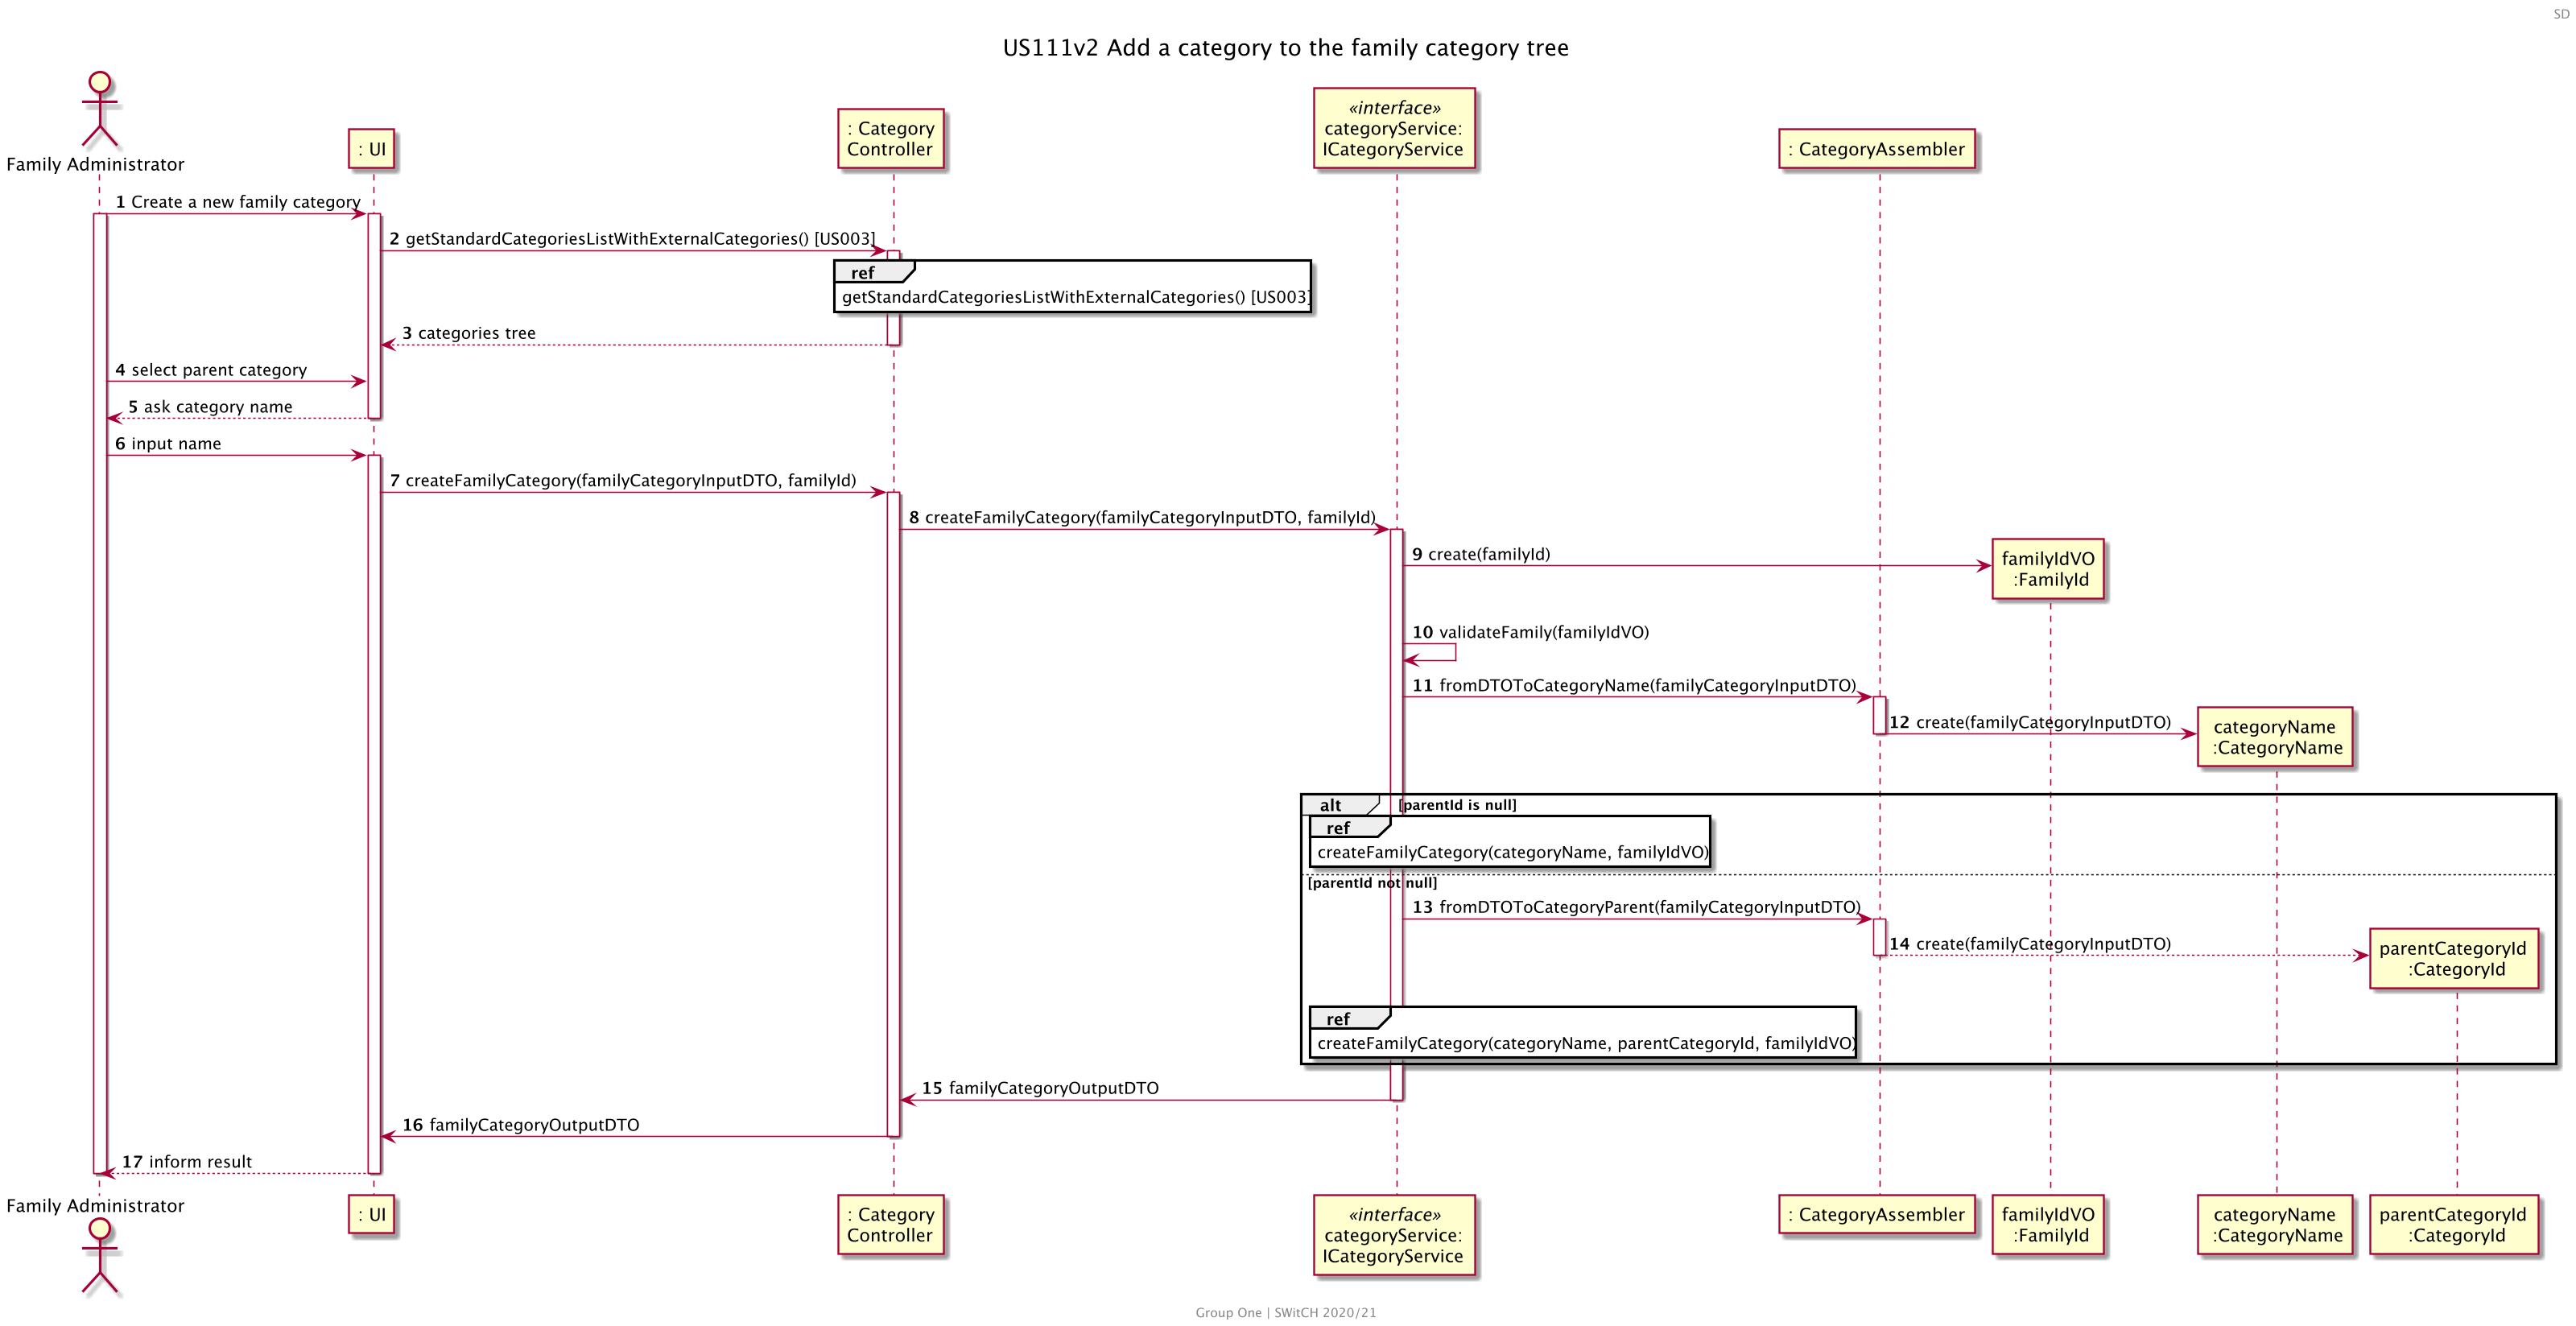 SD
US111v2 Add a category to the family category tree
Family Administrator
: UI
: Category
Controller
«interface»
categoryService:
ICategoryService
: CategoryAssembler
1 Create a new family category
2 getStandardCategoriesListWithExternalCategories() [US003]
ref
getStandardCategoriesListWithExternalCategories() [US003]
3 categories tree
4 select parent category
5 ask category name
6 input name
7 createFamilyCategory(familyCategoryInputDTO, familyId)
8 createFamilyCategory(familyCategoryInputDTO, familyId)
9 create(familyId)
familyIdVO
:FamilyId
10 validateFamily(familyIdVO)
11 fromDTOToCategoryName(familyCategoryInputDTO)
12 create(familyCategoryInputDTO)
categoryName
:CategoryName
alt [parentId is null]
ref
createFamilyCategory(categoryName, familyIdVO)
[parentId not null]
13 fromDTOToCategoryParent(familyCategoryInputDTO)
14 create(familyCategoryInputDTO)
parentCategoryId
:CategoryId
ref
createFamilyCategory(categoryName, parentCategoryId, familyIdVO)
15 familyCategoryOutputDTO
16 familyCategoryOutputDTO
17 inform result
Family Administrator
: UI
: Category
Controller
«interface»
categoryService:
ICategoryService
: CategoryAssembler
familyIdVO
:FamilyId
categoryName
:CategoryName
parentCategoryId
:CategoryId
Group One | SWitCH 2020/21